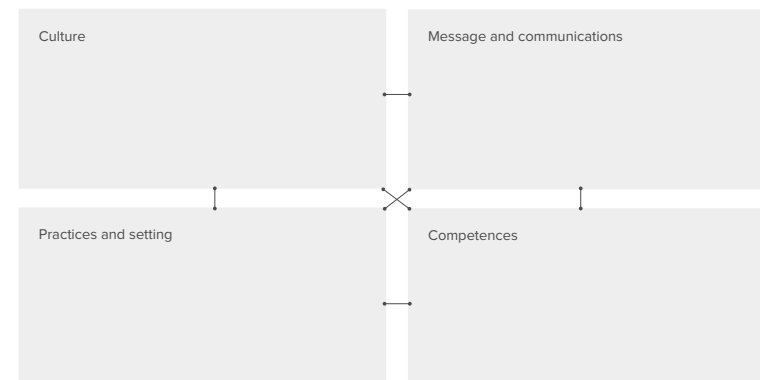 Culture
Message and communications
Practices and setting
Competences